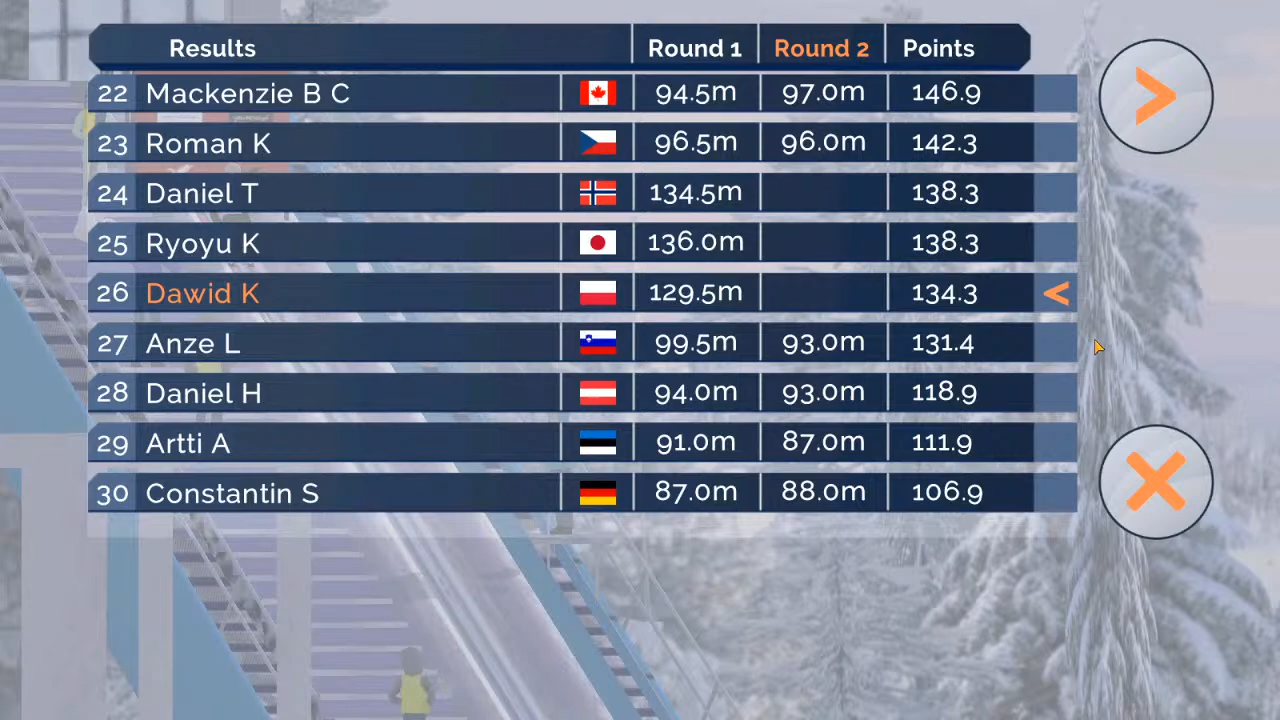 Results Round 1 Round 2 Points
22 Mackenzie B C 94.5m 97.0m 146.9
23 Roman K 96.5m 96.0m 142.3
24 Daniel T 134.5m 138.3
25 Ryoyu K 136.0m 138.3
26 Dawid K 129.5m 134.3 <
27 Anze L 99.5m 93.0m 131.4
28 Daniel H 94.0m 93.0m 118.9
29 Artti A 91.0m 87.0m 111.9
30 Constantin S 87.0m 88.0m 106.9